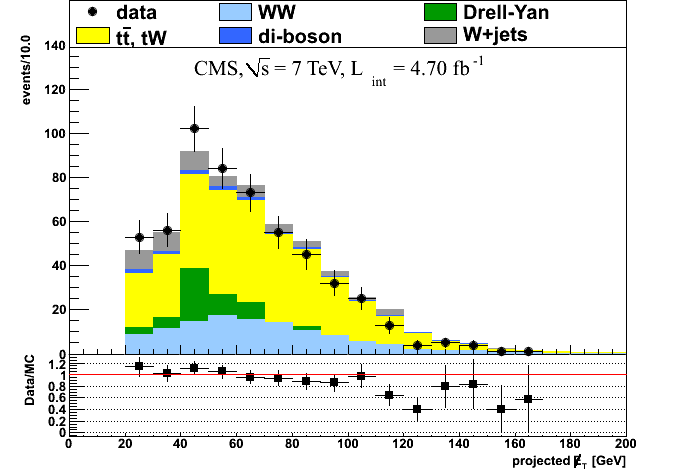 data WW Drell-Yan
tt̄, tW di-boson W+jets
CMS, √s = 7 TeV, L int = 4.70 fb-1
events/10.0
140
120
100
80
60
40
20
0
Data/MC
1.2
1
0.8
0.6
0.4
0.2
0
0 20 40 60 80 100 120 140 160 180 200
projected E̸T [GeV]